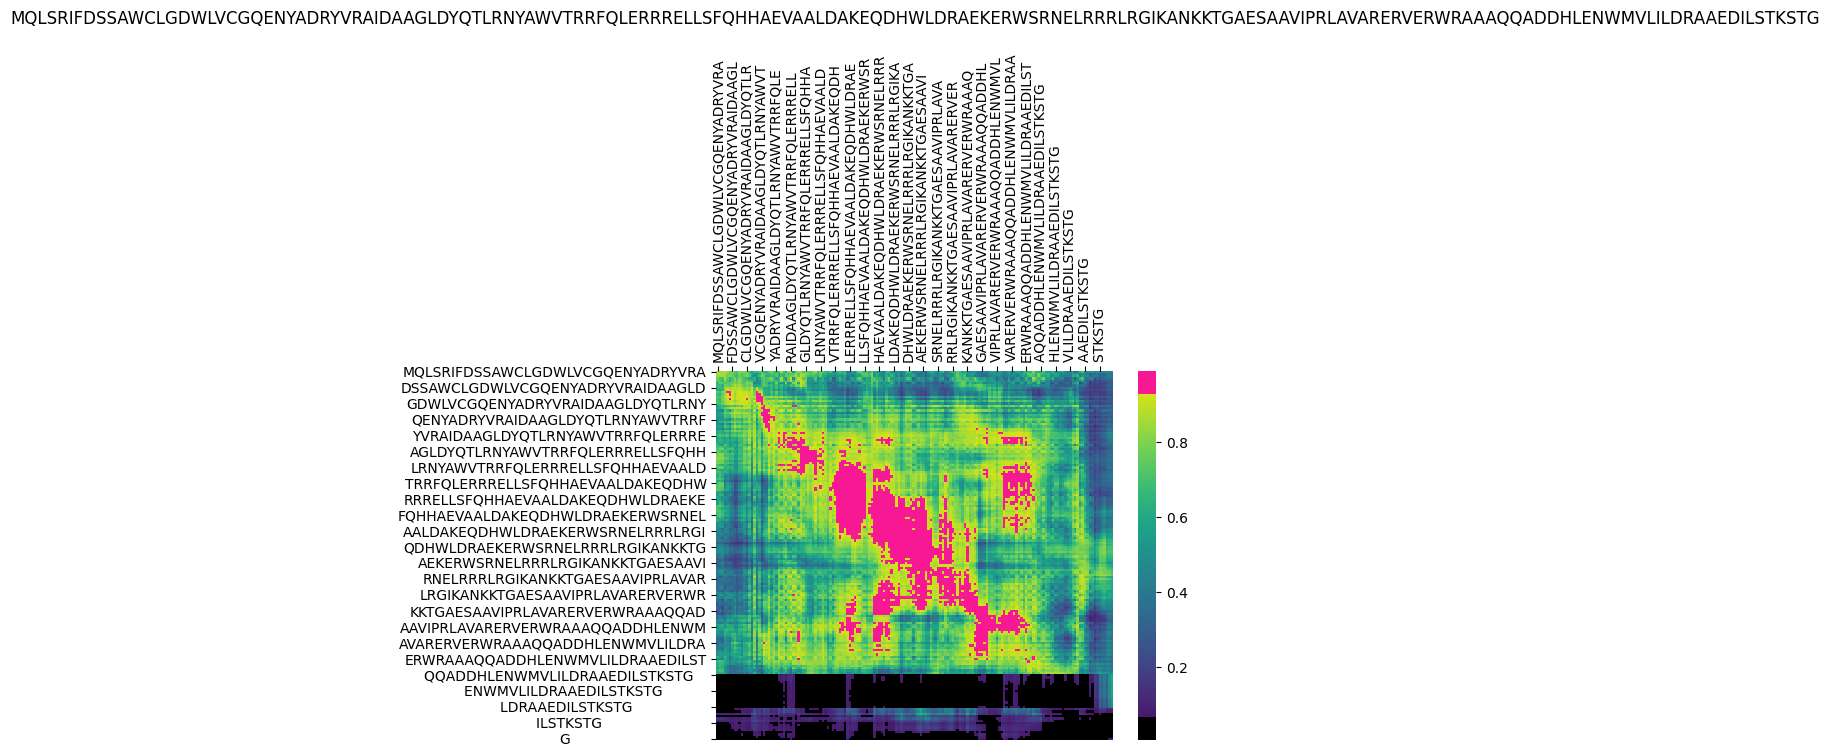 MQLSRIFDSSAWCLGDWLVCGQENYADRYVRAIDAAGLDYQTLRNYAWVTRRFQLERRRELLSFQHHAEVAALDAKEQDHWLDRAEKERWSRNELRRRLRGIKANKKTGAESAAVIPRLAVARERVERWRAAAQQADDHLENWMVLILDRAAEDILSTKSTG
MQLSRIFDSSAWCLGDWLVCGQENYADRYVRA
FDSSAWCLGDWLVCGQENYADRYVRAIDAAGL
CLGDWLVCGQENYADRYVRAIDAAGLDYQTLR
VCGQENYADRYVRAIDAAGLDYQTLRNYAWVT
YADRYVRAIDAAGLDYQTLRNYAWVTRRFQLE
RAIDAAGLDYQTLRNYAWVTRRFQLERRRELL
GLDYQTLRNYAWVTRRFQLERRRELLSFQHHA
LRNYAWVTRRFQLERRRELLSFQHHAEVAALD
VTRRFQLERRRELLSFQHHAEVAALDAKEQDH
LERRRELLSFQHHAEVAALDAKEQDHWLDRAE
LLSFQHHAEVAALDAKEQDHWLDRAEKERWSR
HAEVAALDAKEQDHWLDRAEKERWSRNELRRR
LDAKEQDHWLDRAEKERWSRNELRRRLRGIKA
DHWLDRAEKERWSRNELRRRLRGIKANKKTGA
AEKERWSRNELRRRLRGIKANKKTGAESAAVI
SRNELRRRLRGIKANKKTGAESAAVIPRLAVA
RRLRGIKANKKTGAESAAVIPRLAVARERVER
KANKKTGAESAAVIPRLAVARERVERWRAAAQ
GAESAAVIPRLAVARERVERWRAAAQQADDHL
VIPRLAVARERVERWRAAAQQADDHLENWMVL
VARERVERWRAAAQQADDHLENWMVLILDRAA
ERWRAAAQQADDHLENWMVLILDRAAEDILST
AQQADDHLENWMVLILDRAAEDILSTKSTG
HLENWMVLILDRAAEDILSTKSTG
VLILDRAAEDILSTKSTG
AAEDILSTKSTG
STKSTG
MQLSRIFDSSAWCLGDWLVCGQENYADRYVRA
DSSAWCLGDWLVCGQENYADRYVRAIDAAGLD
GDWLVCGQENYADRYVRAIDAAGLDYQTLRNY
QENYADRYVRAIDAAGLDYQTLRNYAWVTRRF
YVRAIDAAGLDYQTLRNYAWVTRRFQLERRRE
AGLDYQTLRNYAWVTRRFQLERRRELLSFQHH
LRNYAWVTRRFQLERRRELLSFQHHAEVAALD
TRRFQLERRRELLSFQHHAEVAALDAKEQDHW
RRRELLSFQHHAEVAALDAKEQDHWLDRAEKE
FQHHAEVAALDAKEQDHWLDRAEKERWSRNEL
AALDAKEQDHWLDRAEKERWSRNELRRRLRGI
QDHWLDRAEKERWSRNELRRRLRGIKANKKTG
AEKERWSRNELRRRLRGIKANKKTGAESAAVI
RNELRRRLRGIKANKKTGAESAAVIPRLAVAR
LRGIKANKKTGAESAAVIPRLAVARERVERWR
KKTGAESAAVIPRLAVARERVERWRAAAQQAD
AAVIPRLAVARERVERWRAAAQQADDHLENWM
AVARERVERWRAAAQQADDHLENWMVLILDRA
ERWRAAAQQADDHLENWMVLILDRAAEDILST
QQADDHLENWMVLILDRAAEDILSTKSTG
ENWMVLILDRAAEDILSTKSTG
LDRAAEDILSTKSTG
ILSTKSTG
G
0.8
0.6
0.4
0.2